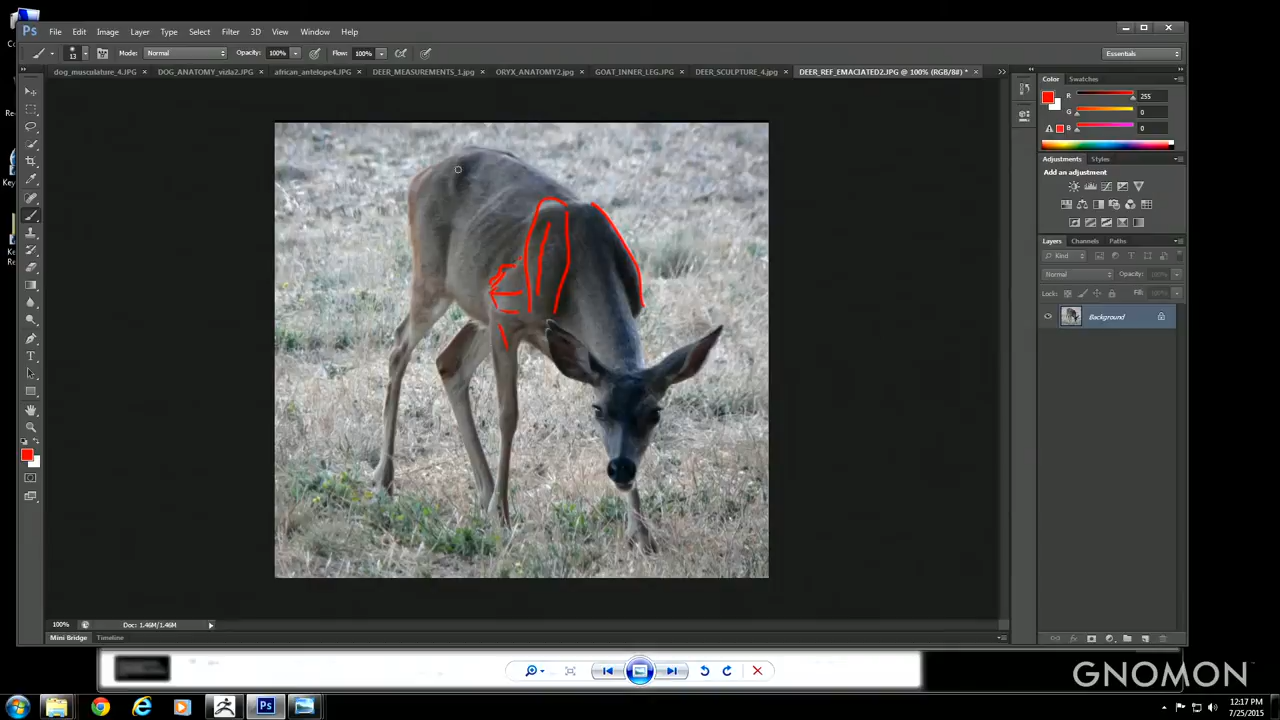 Ps File Edit Image Layer Type Select Filter 3D View Window Help
13 Mode: Normal Opacity: 100% Flow: 100% Essentials
dog_musculature_4.JPG × DOG_ANATOMY_vizla2.JPG × african_antelope4.JPG × DEER_MEASUREMENTS_1.jpg × ORYX_ANATOMY2.jpg × GOAT_INNER_LEG.JPG × DEER_SCULPTURE_4.jpg × DEER_REF_EMACIATED2.JPG @ 100% (RGB/8#) * ×
Color Swatches
R 255
G 0
B 0
Adjustments Styles
Add an adjustment
Layers Channels Paths
Kind
Normal Opacity: 100%
Lock: Fill: 100%
Background
100% Doc: 1.46M/1.46M
Mini Bridge Timeline
GNOMON
12:17 PM
7/25/2015